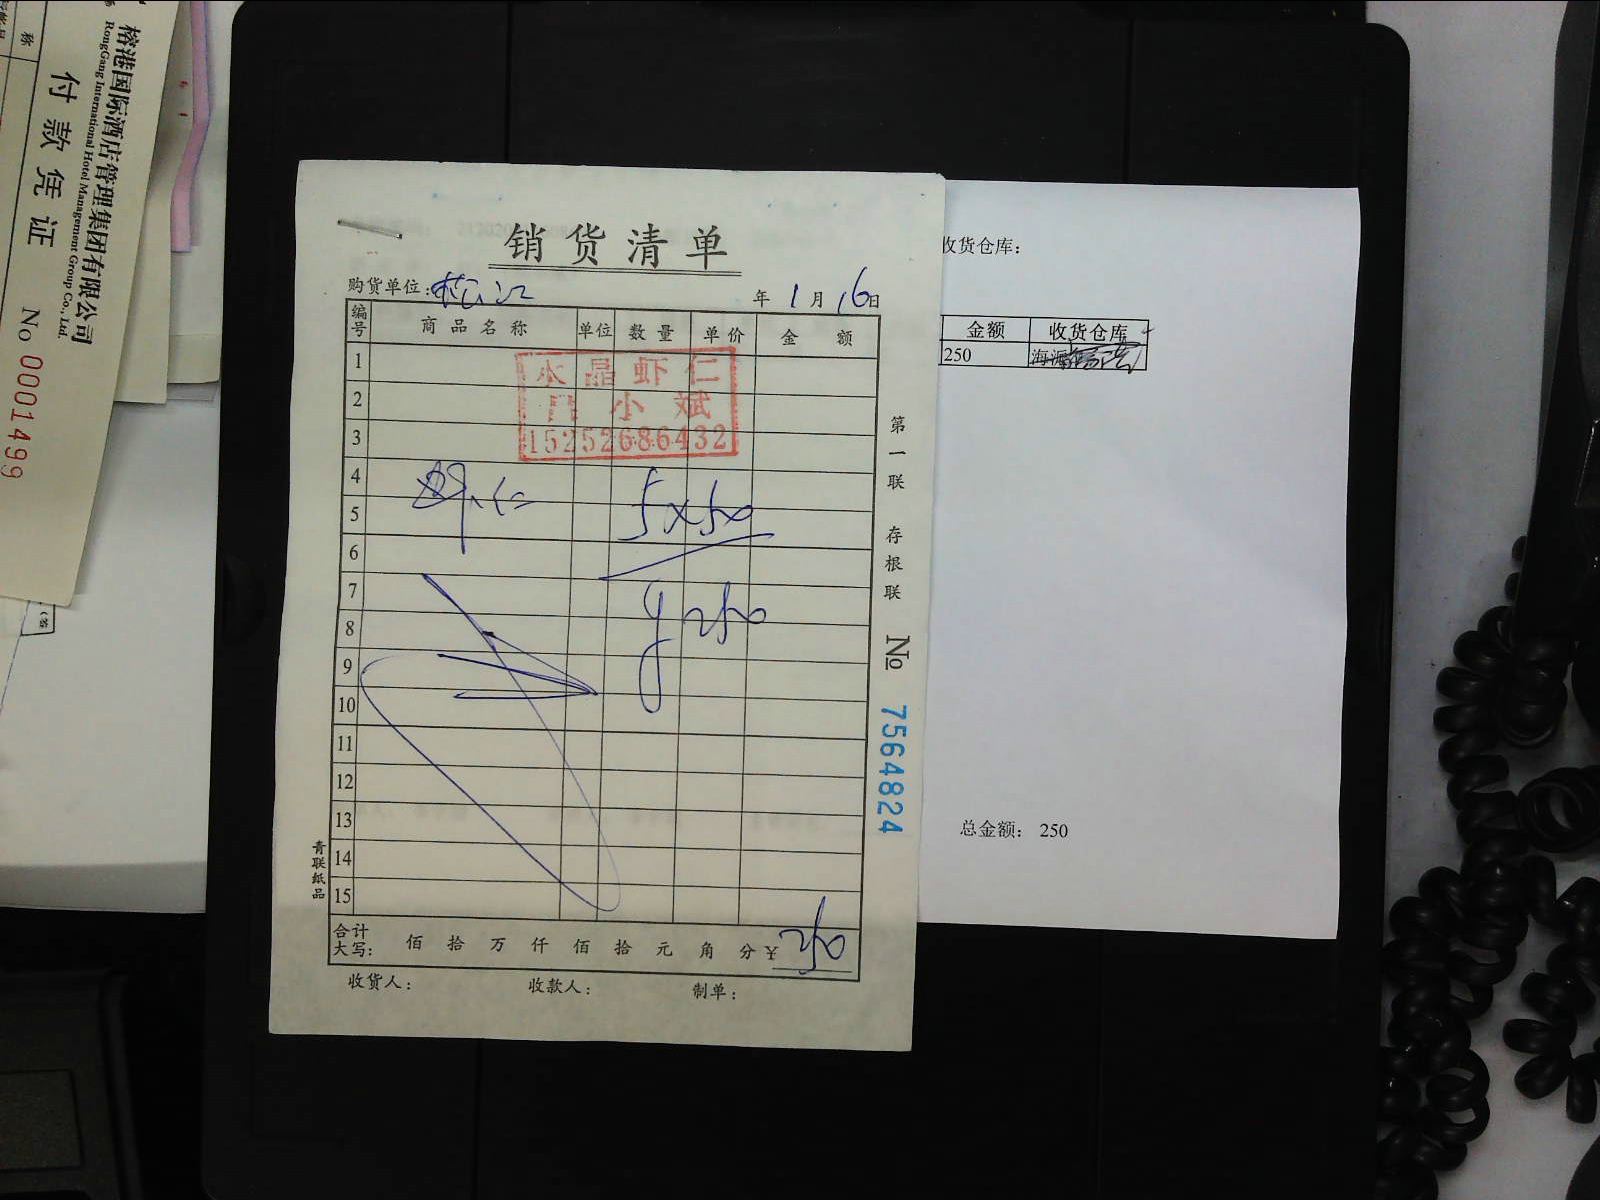 榕港国际酒店管理集团有限公司
RongGang International Hotel Management Group Co., Ltd.
付款凭证
No 0001499
称
销货清单
购货单位：松江
年 1 月 16 日
编号 商品名称 单位 数量 单价 金额
1
2
3
水晶虾仁
小斌
15252686432
4
虾仁 5×50
5
6
7
8
250
9
10
11
12
13
14
15
合计
大写： 佰 拾 万 仟 佰 拾 元 角 分 ¥ 250
收货人： 收款人： 制单：
青联纸品
第一联 存根联
No 7564824
收货仓库：
金额 收货仓库
250
总金额： 250